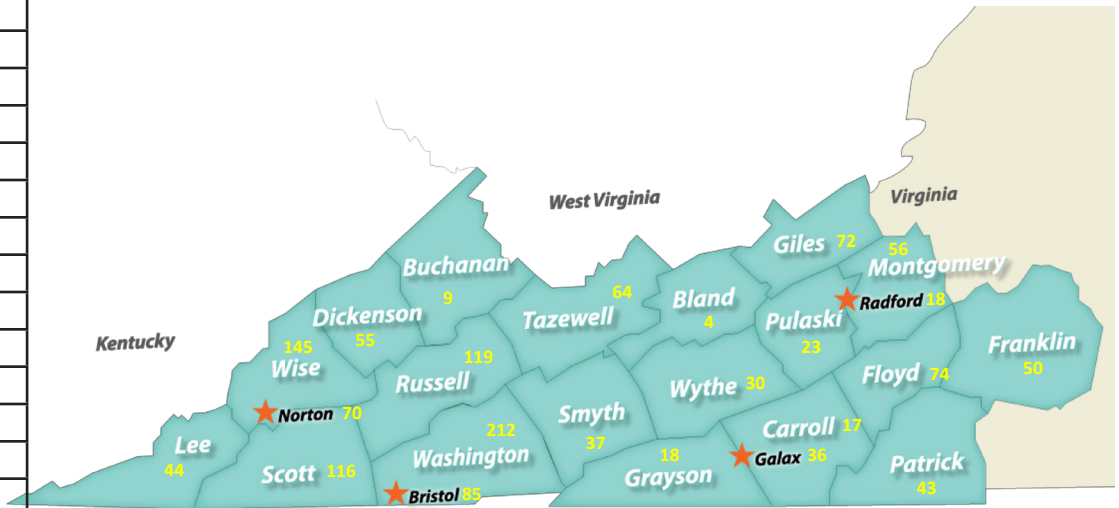 West Virginia
Virginia
Giles 72
56
Montgomery
Buchanan
9
64
Bland
4
Radford 18
Dickenson
55
Tazewell
Pulaski
23
Kentucky
145
Wise
119
Russell
Franklin
50
Floyd 74
Wythe 30
Norton 70
Smyth
37
Carroll 17
212
Washington
Lee
44
Scott 116
18
Grayson
Galax 36
Patrick
43
Bristol 85